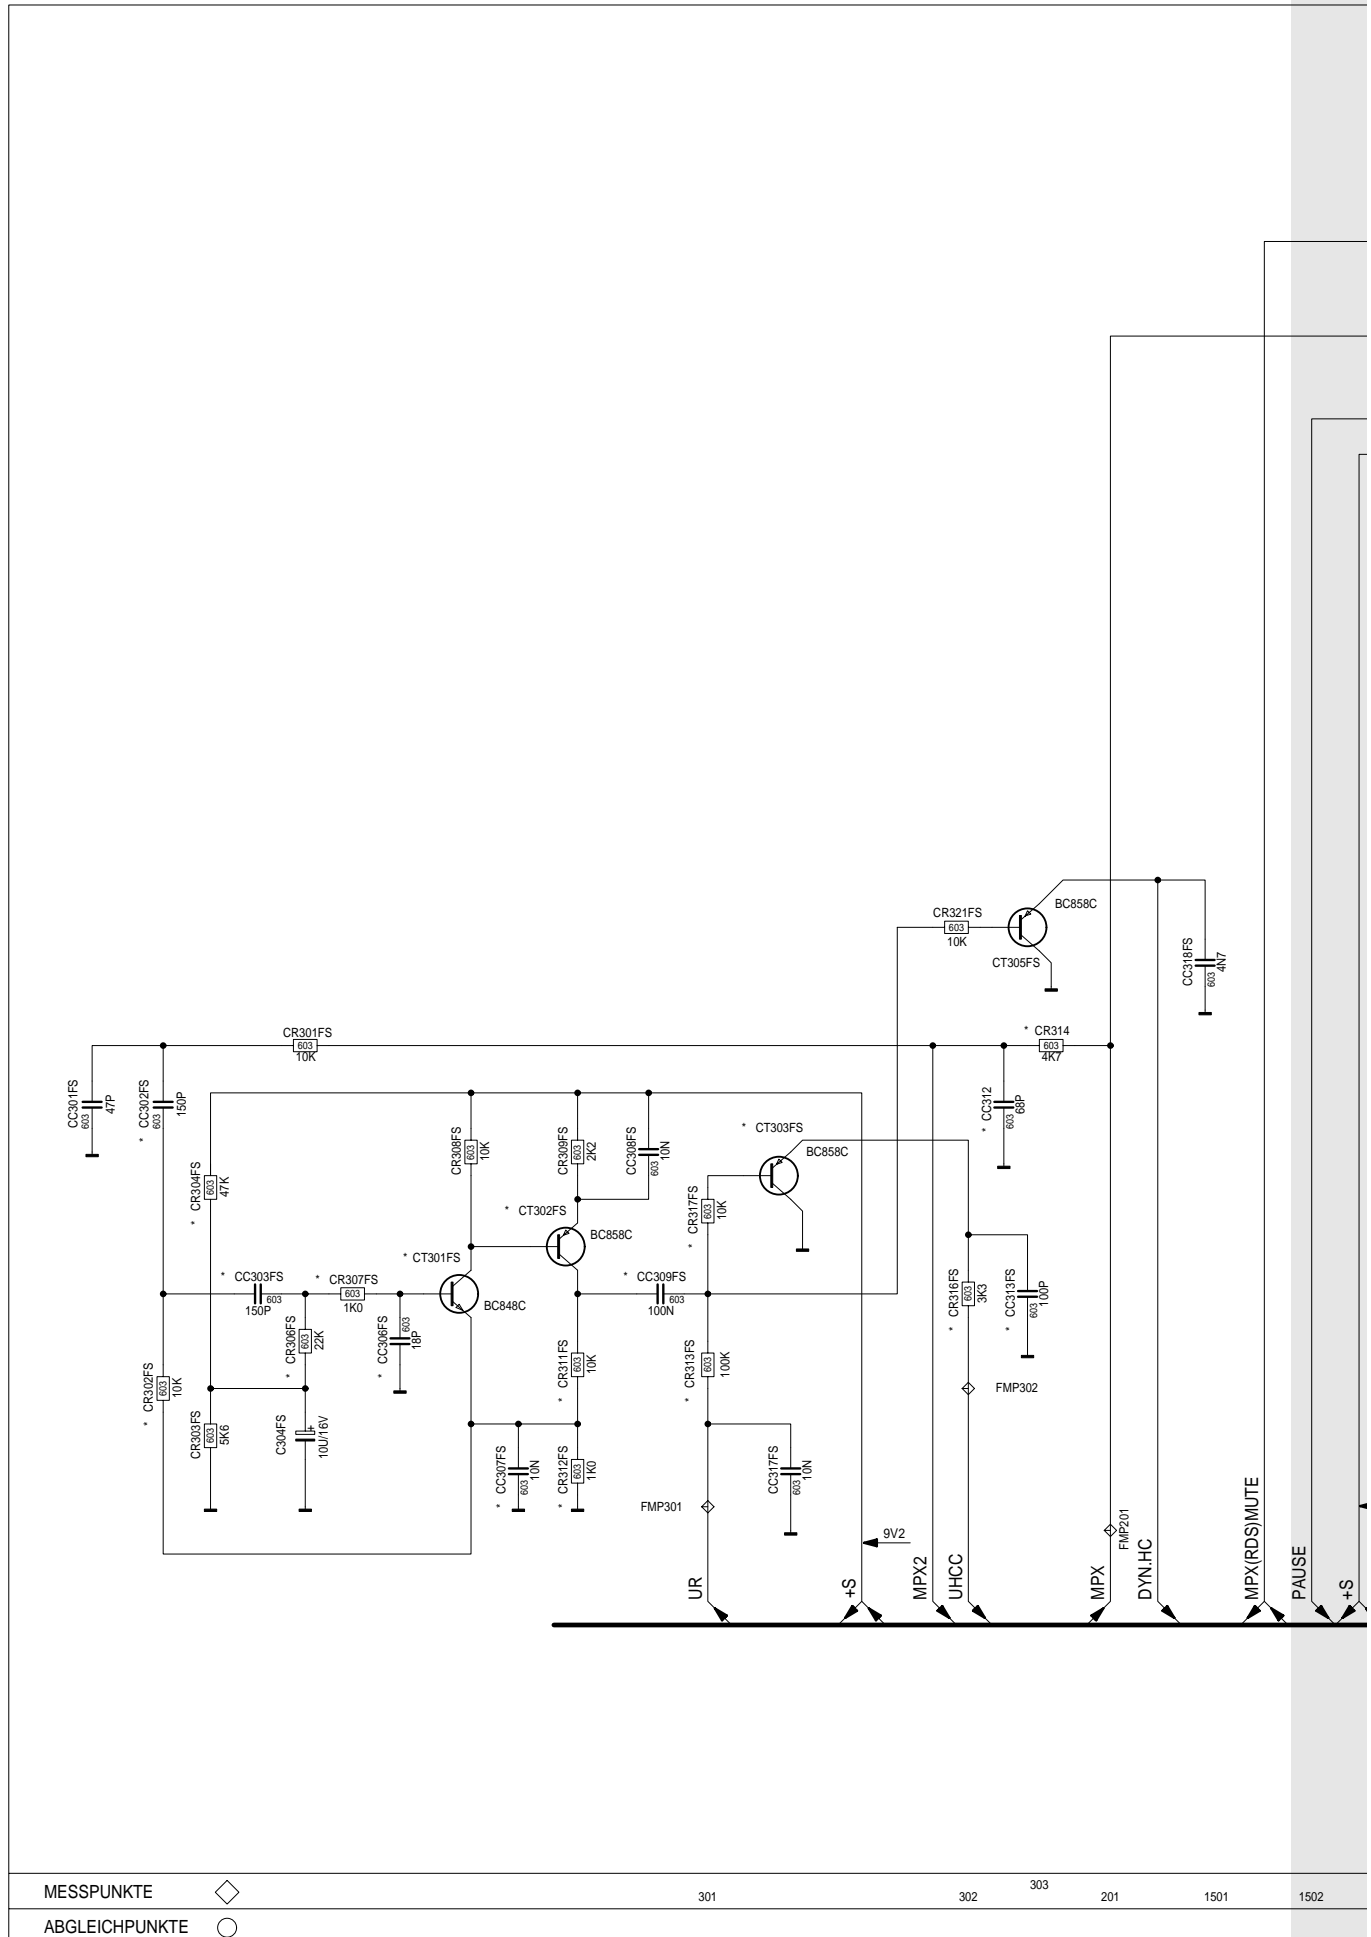 BC858C
CR321FS
603
10K
CT305FS
CC318FS
603
4N7
CR301FS
603
10K
* CR314
603
4K7
CC301FS
603
47P
* CC302FS
603
150P
* CC312
603
68P
* CT303FS
BC858C
CR308FS
603
10K
CR309FS
603
2K2
CC308FS
603
10N
* CR304FS
603
47K
* CR317FS
603
10K
* CT302FS
BC858C
* CT301FS
BC848C
* CC303FS
603
150P
* CR307FS
603
1K0
* CC309FS
603
100N
* CR306FS
603
22K
* CC306FS
603
18P
* CR316FS
603
3K3
* CC313FS
603
100P
* CR302FS
603
10K
* CR311FS
603
10K
* CR313FS
603
100K
FMP302
CR303FS
603
5K6
C304FS
+
10U/16V
* CC307FS
603
10N
* CR312FS
603
1K0
CC317FS
603
10N
FMP301
FMP201
9V2
UR
+S
MPX2
UHCC
MPX
DYN.HC
MPX(RDS)MUTE
PAUSE
+S
MESSPUNKTE
301
302
303
201
1501
1502
ABGLEICHPUNKTE